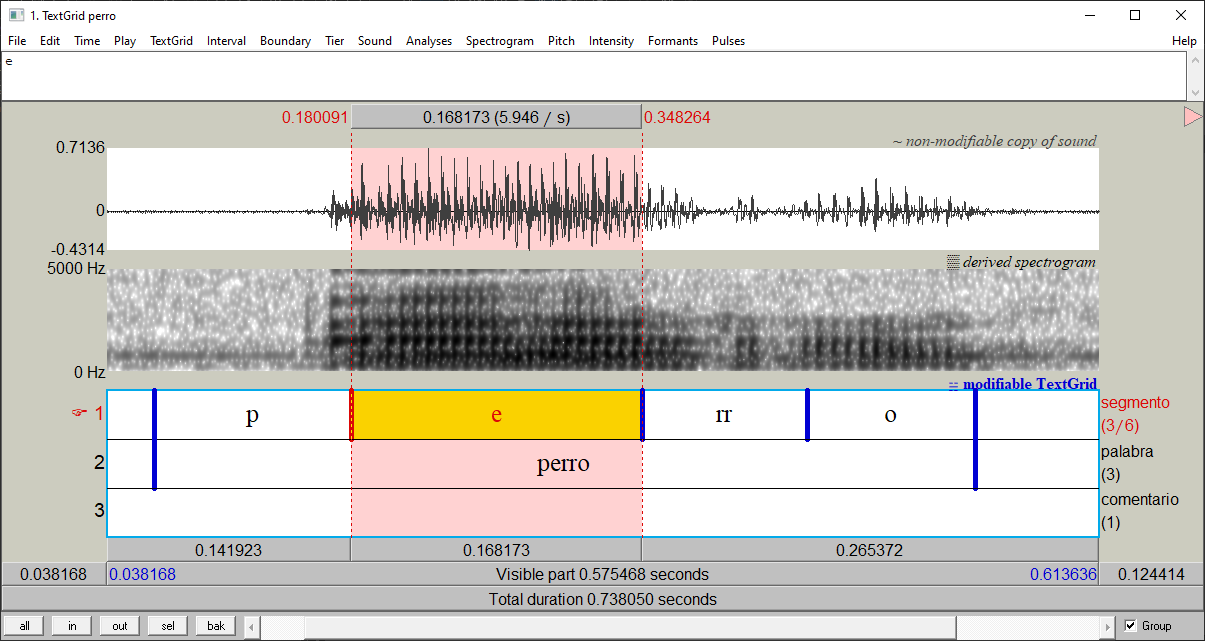 1. TextGrid perro
File Edit Time Play TextGrid Interval Boundary Tier Sound Analyses Spectrogram Pitch Intensity Formants Pulses Help
e
0.180091 0.168173 (5.946 / s) 0.348264
~ non-modifiable copy of sound
0.7136
0
-0.4314
5000 Hz derived spectrogram
0 Hz
modifiable TextGrid
1 p e rr o segmento
(3/6)
2 perro palabra
(3)
3 comentario
(1)
0.141923 0.168173 0.265372
0.038168 0.038168 Visible part 0.575468 seconds 0.613636 0.124414
Total duration 0.738050 seconds
all in out sel bak Group